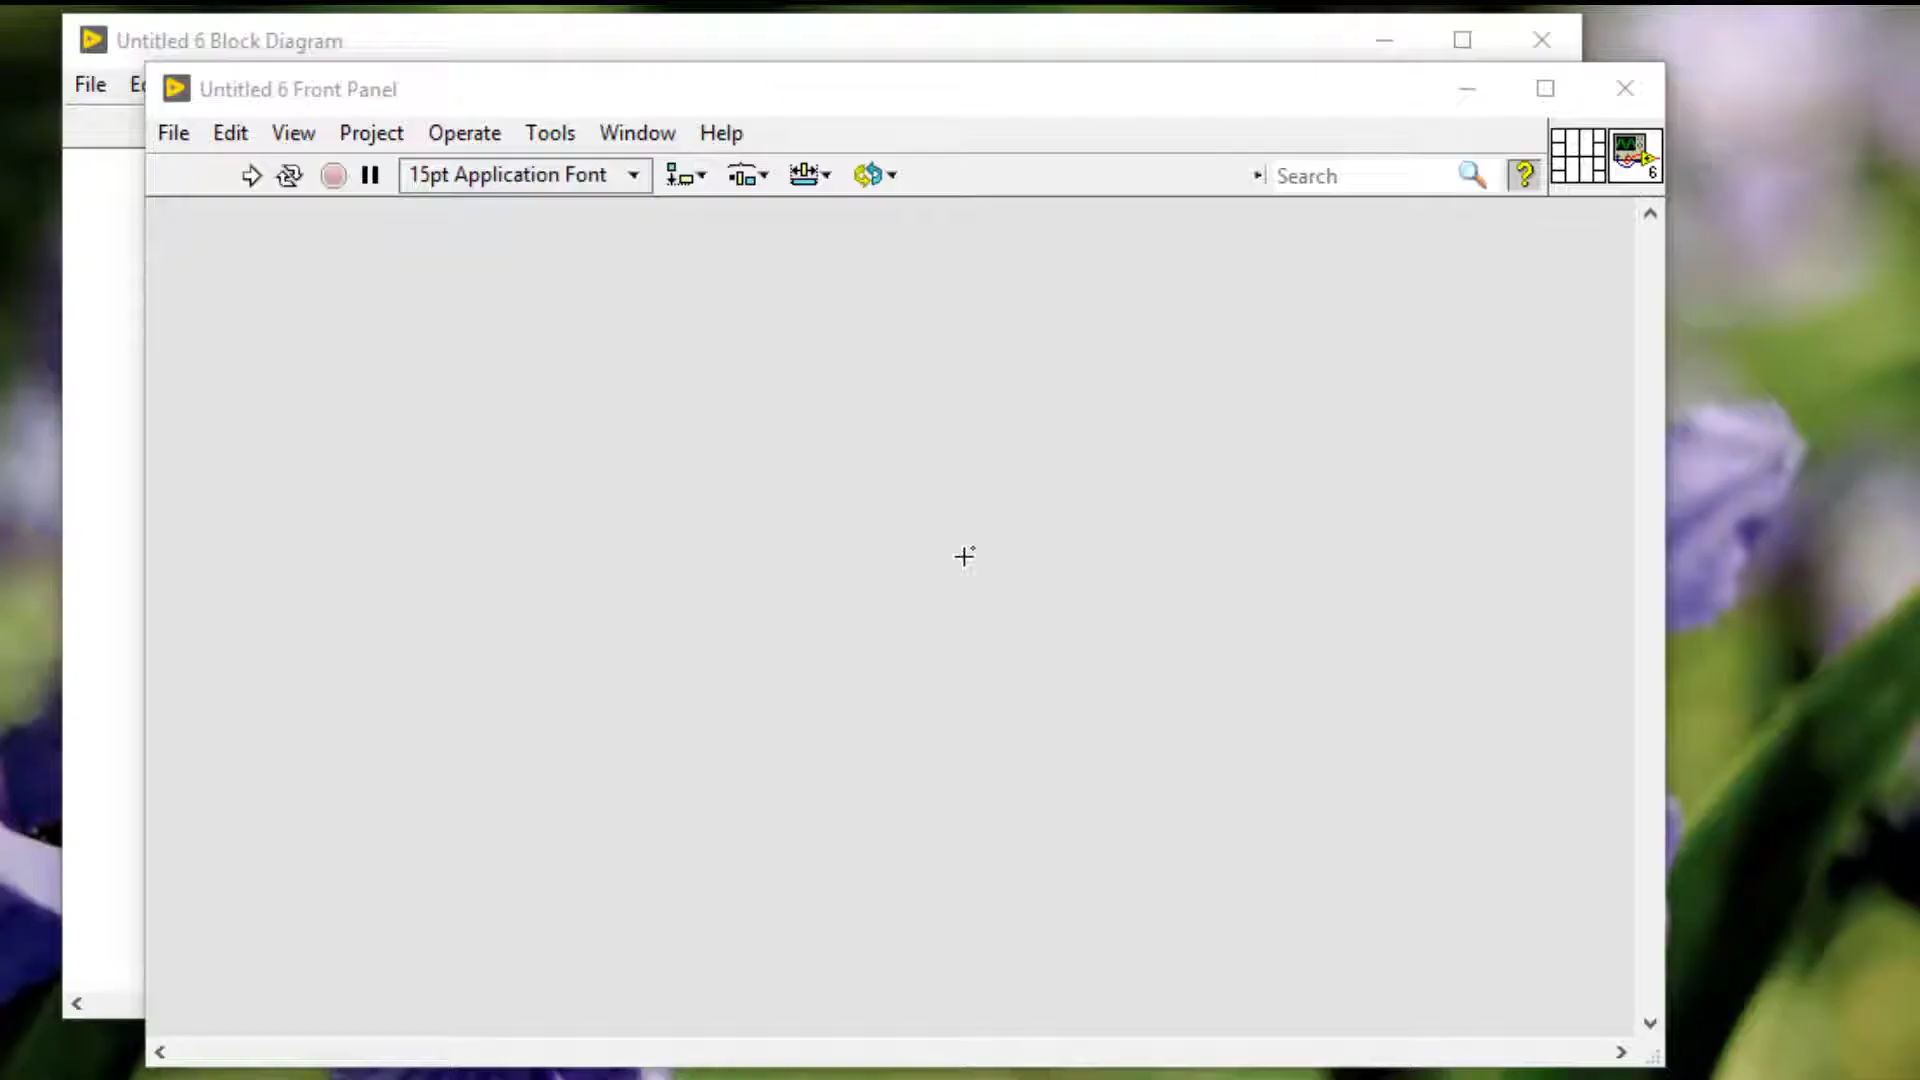 Untitled 6 Block Diagram
File
Untitled 6 Front Panel
File Edit View Project Operate Tools Window Help
15pt Application Font
Search
?
6